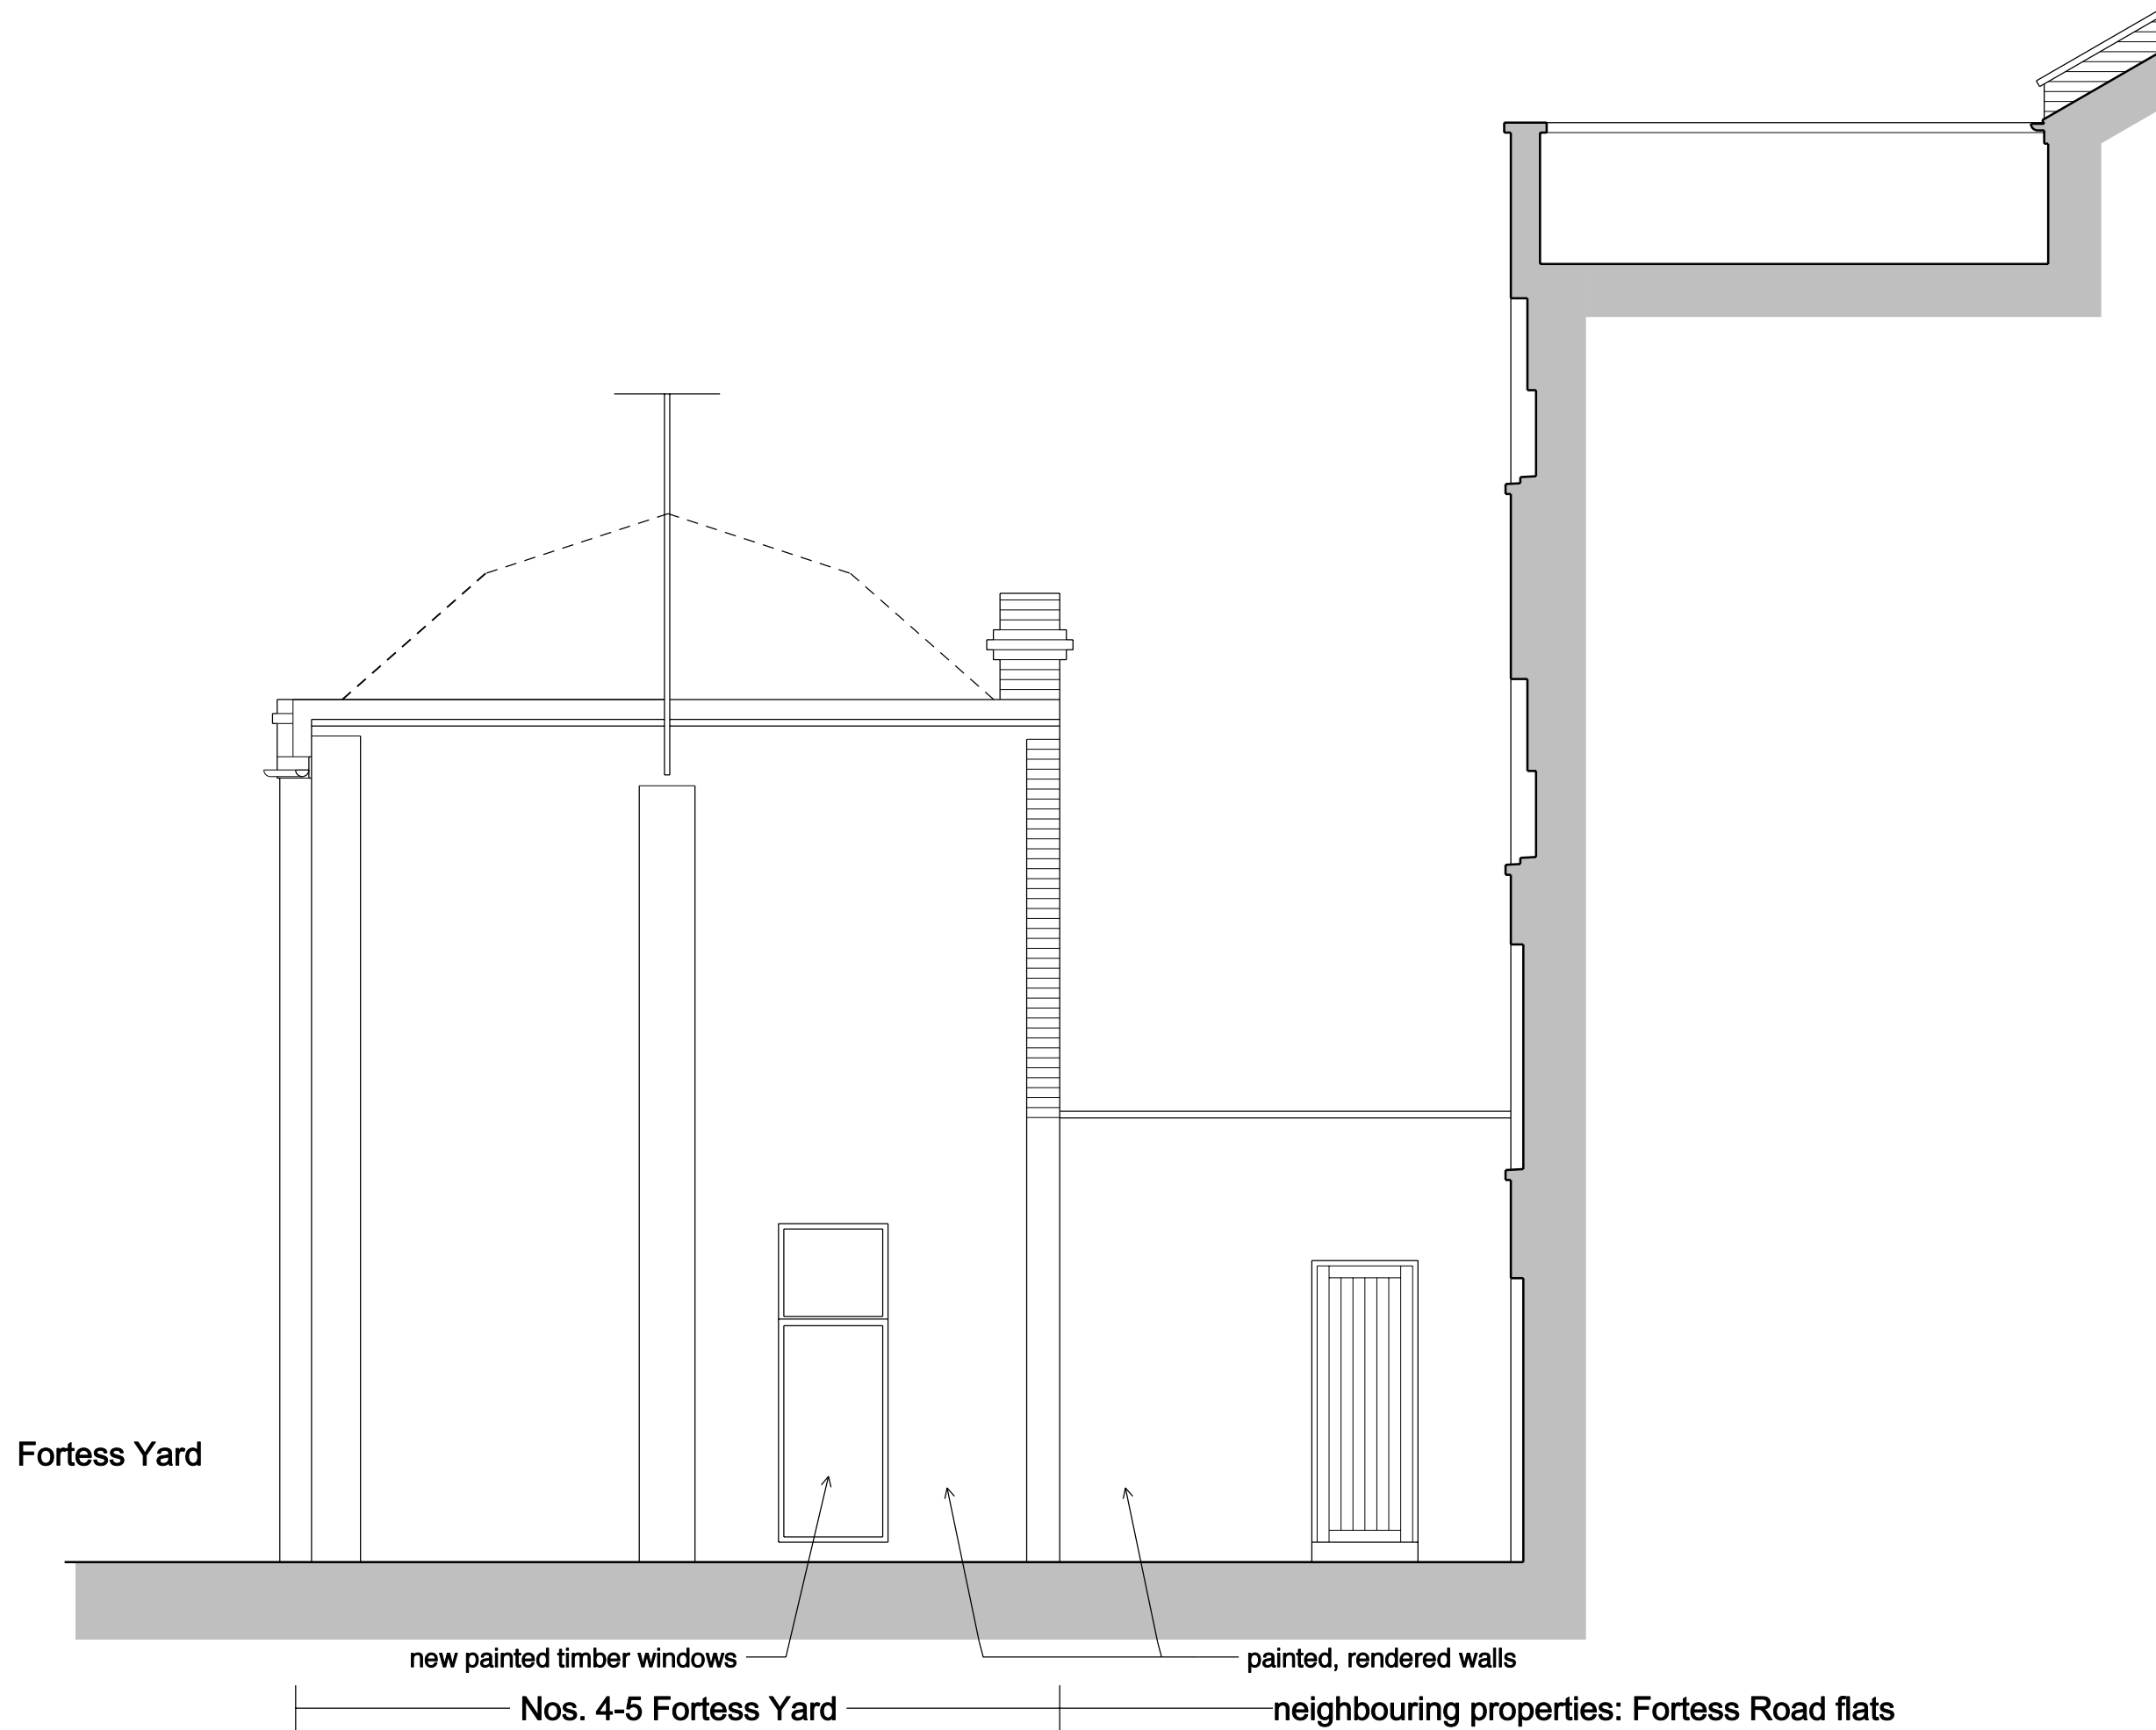 Fortess Yard
new painted timber windows
painted, rendered walls
Nos. 4-5 Fortess Yard
neighbouring properties: Fortess Road flats